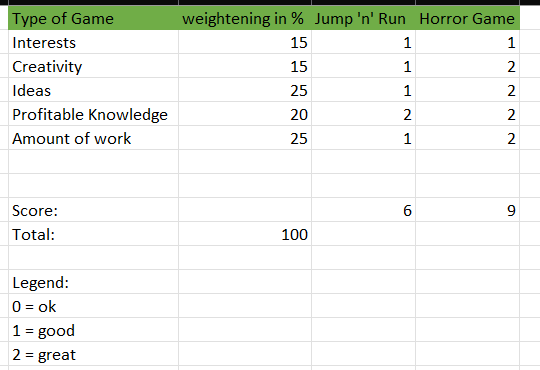 Type of Game weightening in % Jump 'n' Run Horror Game
Interests 15 1 1
Creativity 15 1 2
Ideas 25 1 2
Profitable Knowledge 20 2 2
Amount of work 25 1 2
Score: 6 9
Total: 100
Legend:
0 = ok
1 = good
2 = great